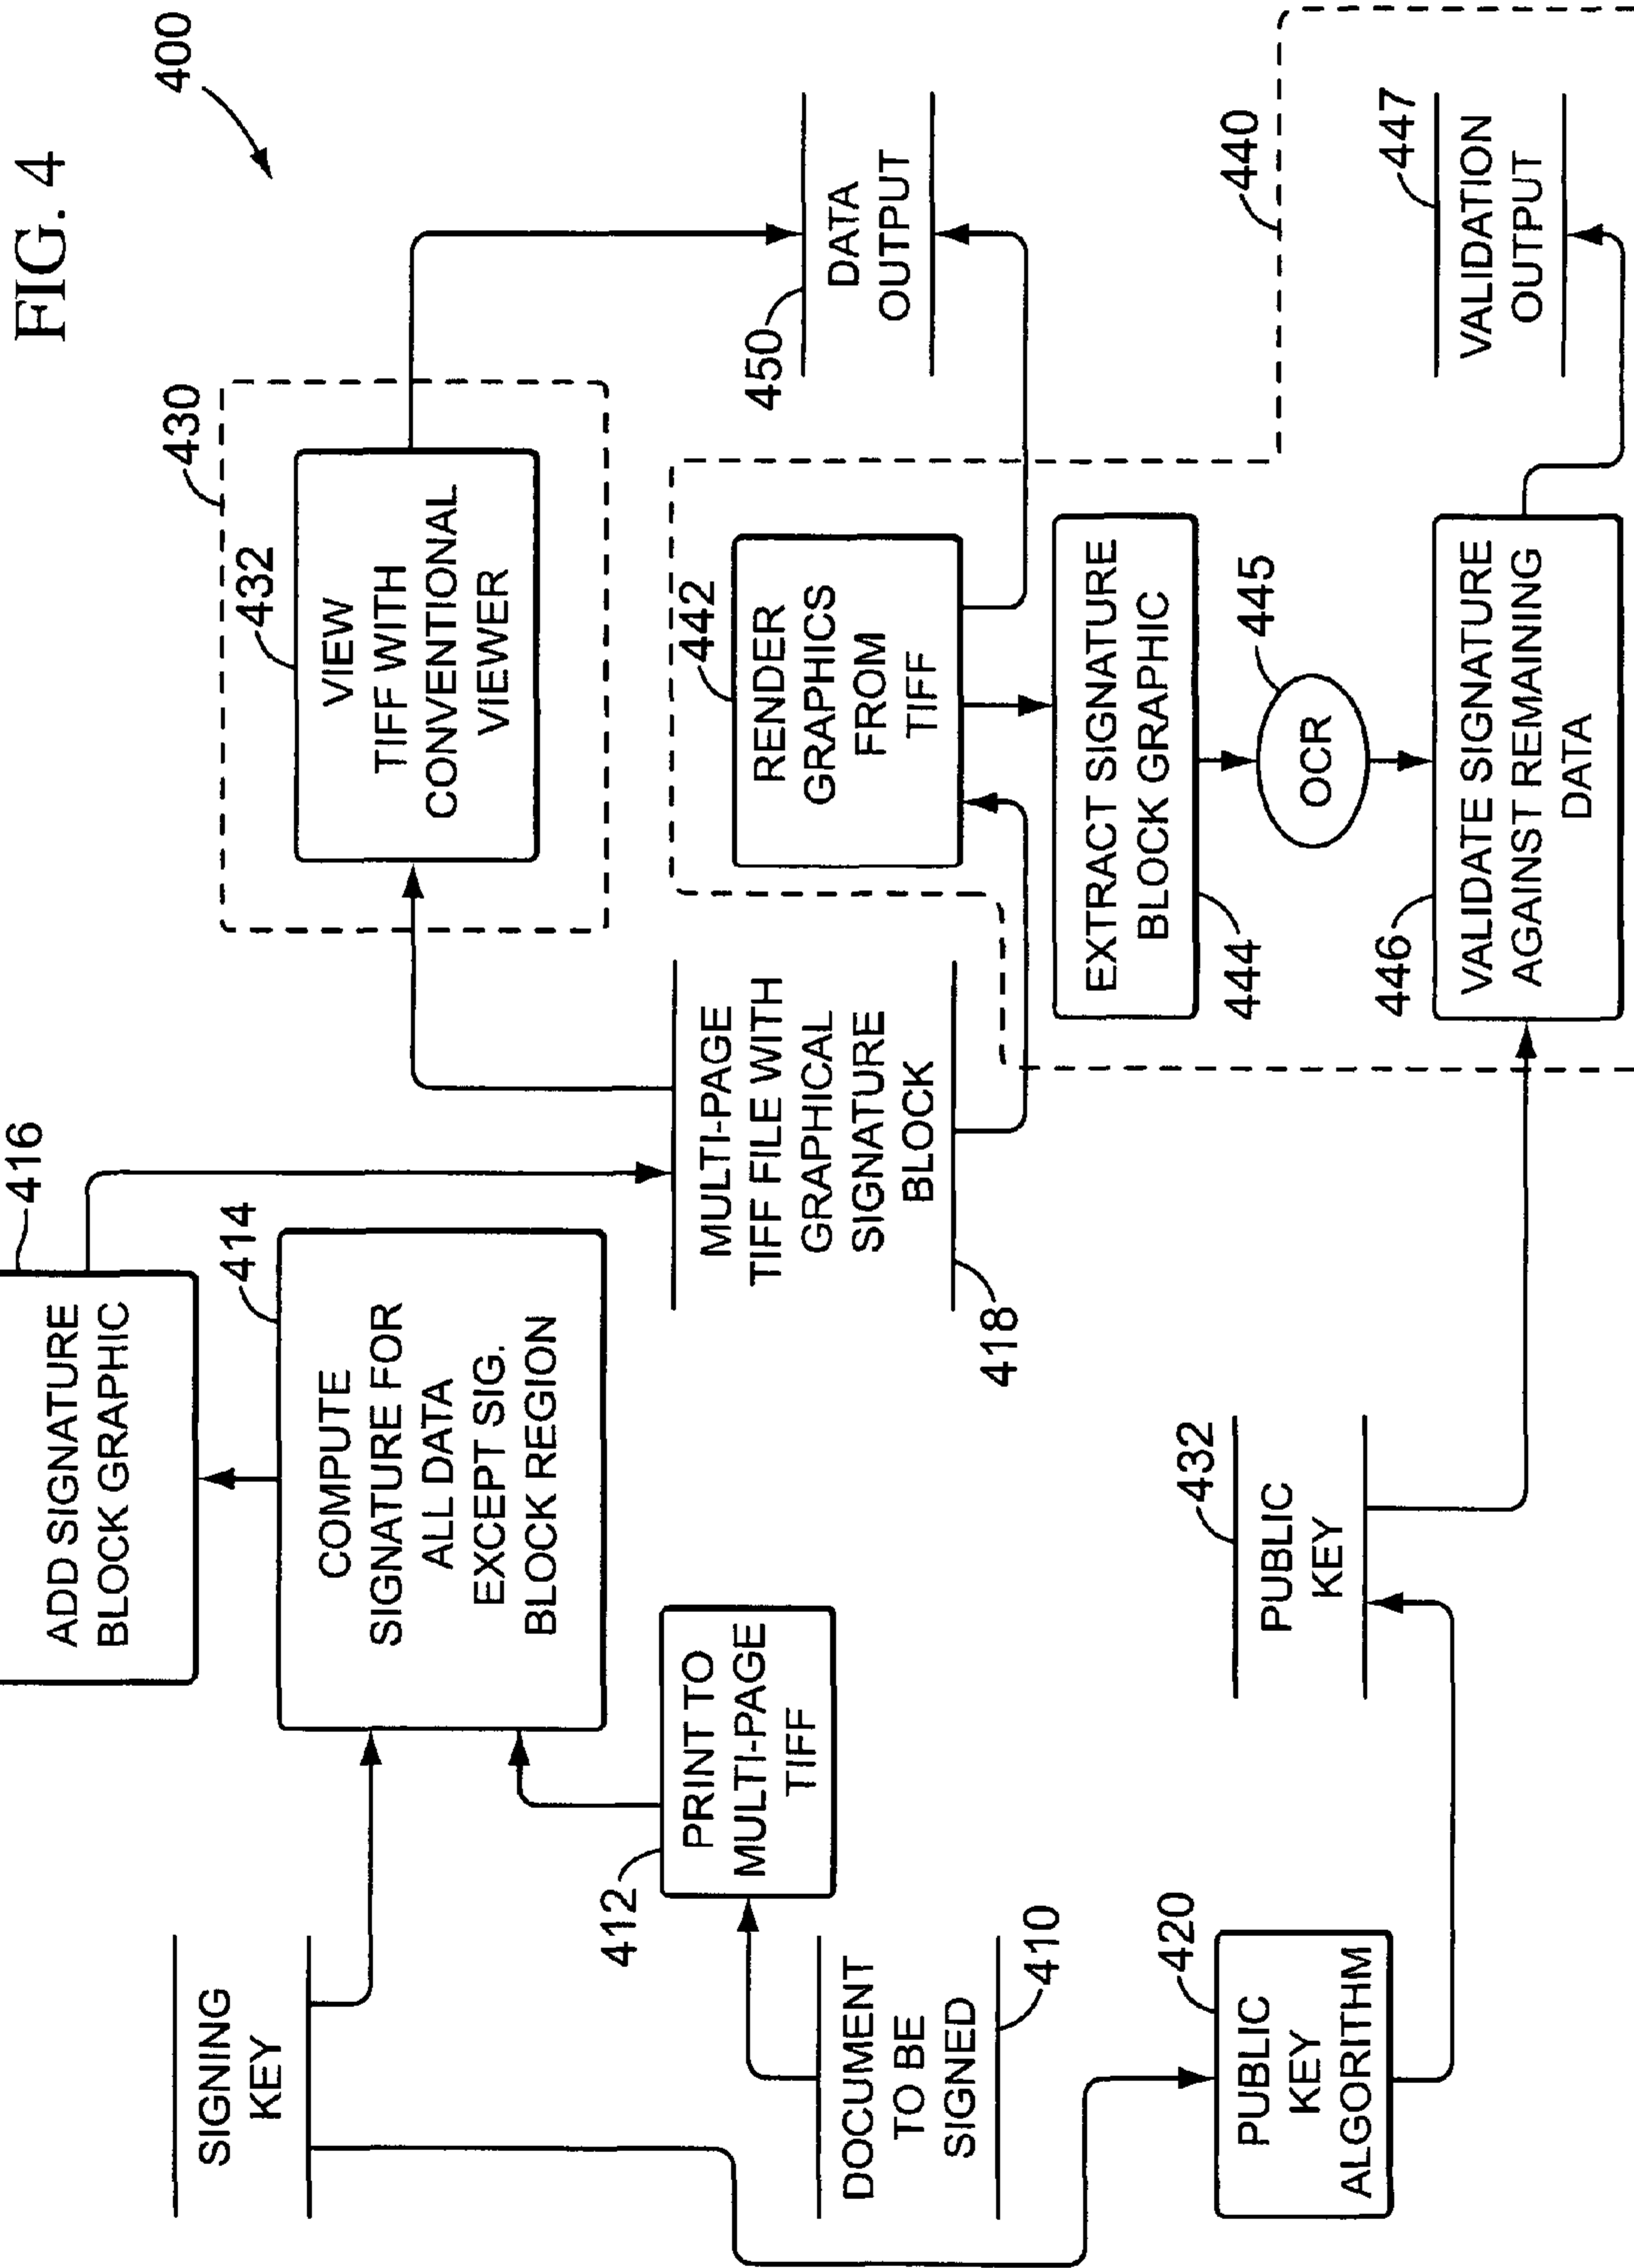 FIG. 4
400
416
ADD SIGNATURE
BLOCK GRAPHIC
414
COMPUTE
SIGNATURE FOR
ALL DATA
EXCEPT SIG.
BLOCK REGION
SIGNING
KEY
412
PRINT TO
MULTI-PAGE
TIFF
DOCUMENT
TO BE
SIGNED
410
420
PUBLIC
KEY
ALGORITHM
432
PUBLIC
KEY
MULTI-PAGE
TIFF FILE WITH
GRAPHICAL
SIGNATURE
BLOCK
418
430
432
VIEW
TIFF WITH
CONVENTIONAL
VIEWER
450
DATA
OUTPUT
440
442
RENDER
GRAPHICS
FROM
TIFF
EXTRACT SIGNATURE
BLOCK GRAPHIC
444
OCR
445
446
VALIDATE SIGNATURE
AGAINST REMAINING
DATA
447
VALIDATION
OUTPUT